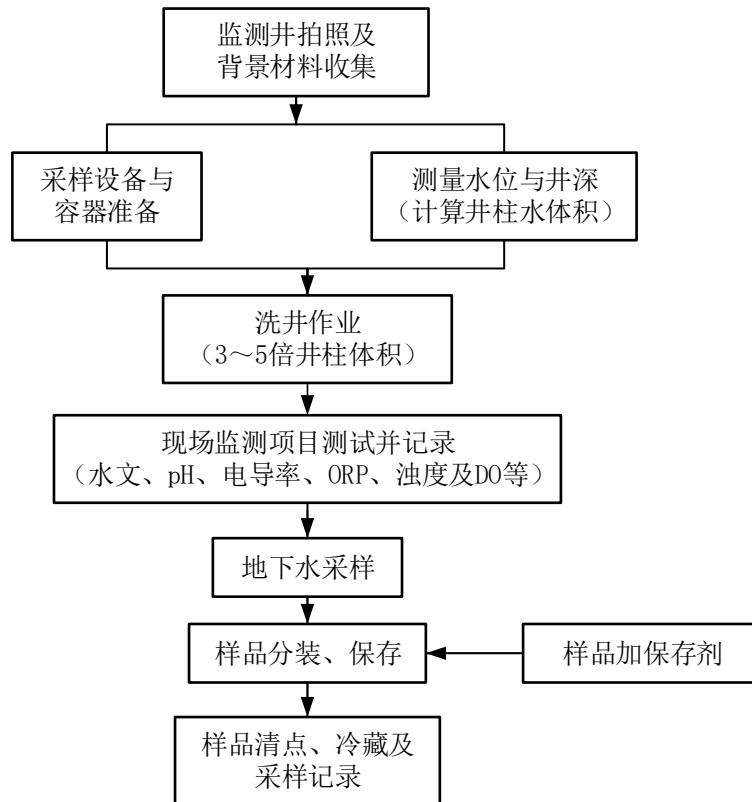 监测井拍照及
背景材料收集
采样设备与
容器准备
测量水位与井深
（计算井柱水体积）
洗井作业
（3～5倍井柱体积）
现场监测项目测试并记录
（水文、pH、电导率、ORP、浊度及DO等）
地下水采样
样品分装、保存
样品加保存剂
样品清点、冷藏及
采样记录